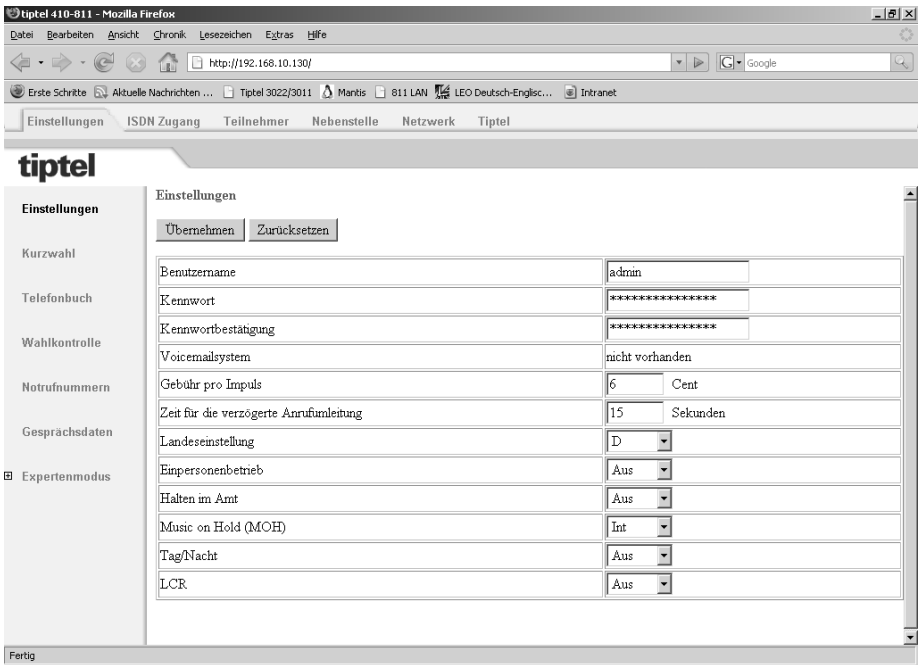 tiptel 410-811 - Mozilla Firefox
Datei Bearbeiten Ansicht Chronik Lesezeichen Extras Hilfe
http://192.168.10.130/ G Google
Erste Schritte Aktuelle Nachrichten ... Tiptel 3022/3011 Mantis 811 LAN LEO Deutsch-Englisc... Intranet
Einstellungen ISDN Zugang Teilnehmer Nebenstelle Netzwerk Tiptel
tiptel
Einstellungen
Kurzwahl
Telefonbuch
Wahlkontrolle
Notrufnummern
Gesprächsdaten
Expertenmodus
Einstellungen
Übernehmen Zurücksetzen
Benutzername admin
Kennwort ***************
Kennwortbestätigung ***************
Voicemailsystem nicht vorhanden
Gebühr pro Impuls 6 Cent
Zeit für die verzögerte Anrufumleitung 15 Sekunden
Landeseinstellung D
Einpersonenbetrieb Aus
Halten im Amt Aus
Music on Hold (MOH) Int
Tag/Nacht Aus
LCR Aus
Fertig